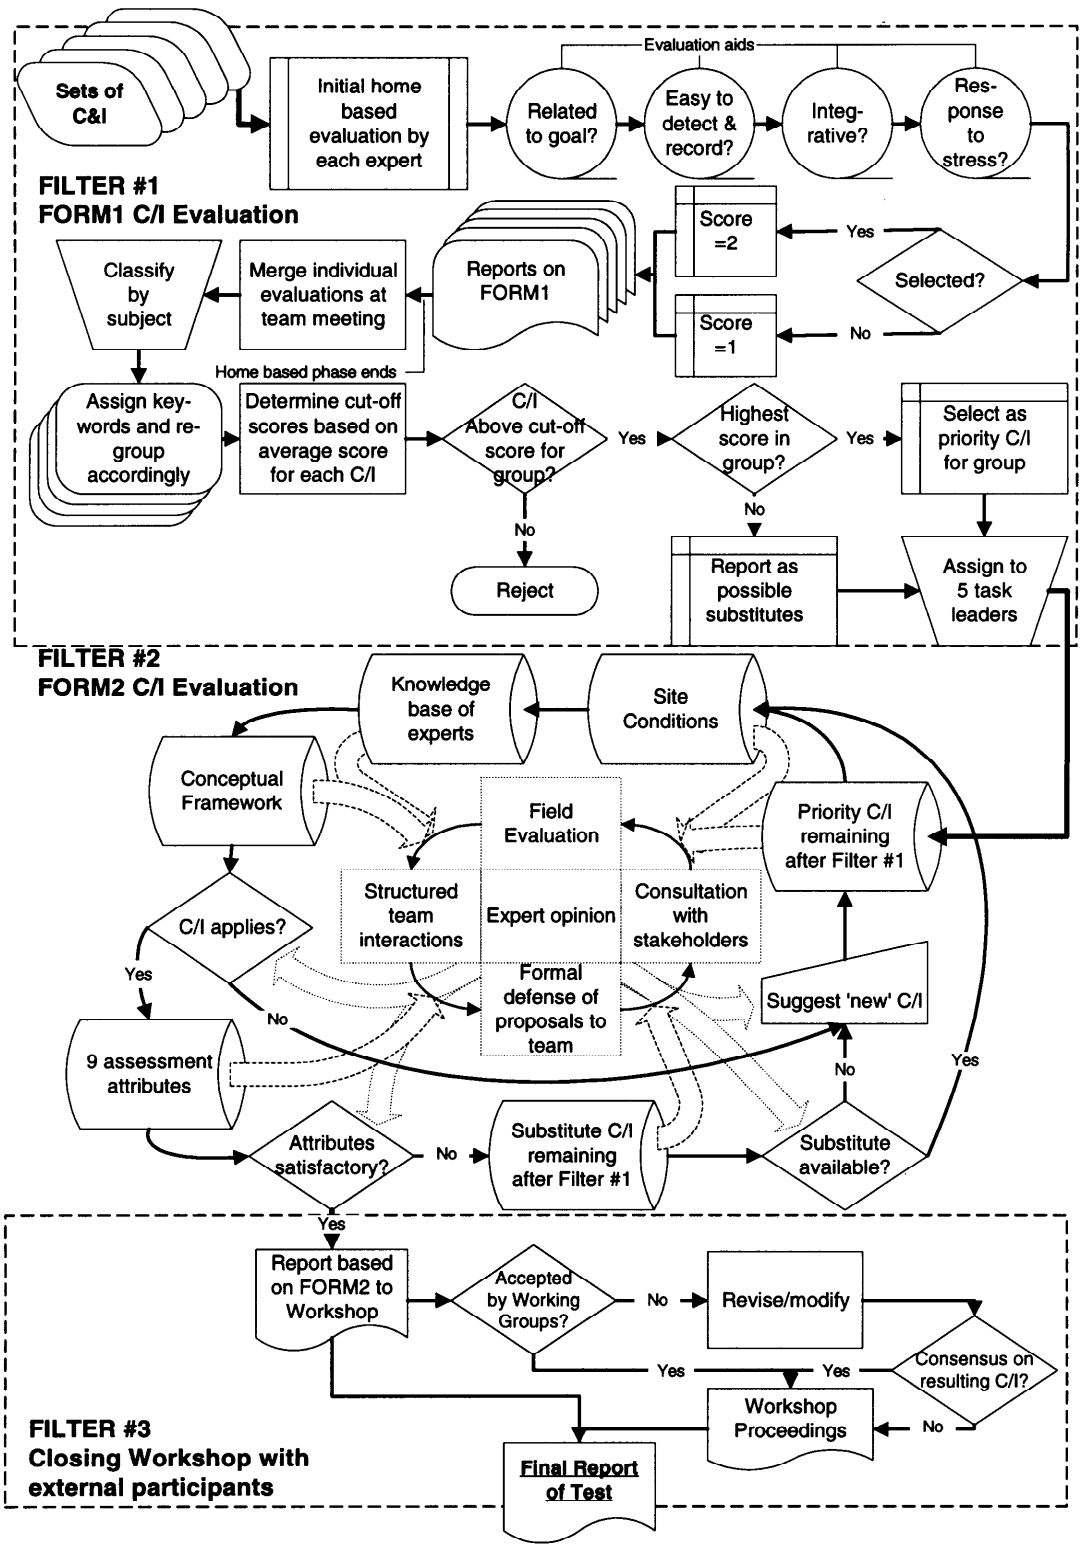 Evaluation aids
Sets of
C&I
Initial home
based
evaluation by
each expert
Related
to goal?
Easy to
detect &
record?
Integ-
rative?
Res-
ponse
to
stress?
FILTER #1
FORM1 C/I Evaluation
Classify
by
subject
Merge individual
evaluations at
team meeting
Reports on
FORM1
Score
=2
Yes
Selected?
Score
=1
No
Home based phase ends
Assign key-
words and re-
group
accordingly
Determine cut-off
scores based on
average score
for each C/I
C/I
Above cut-off
score for
group?
Yes
Highest
score in
group?
Yes
Select as
priority C/I
for group
No
No
Reject
Report as
possible
substitutes
Assign to
5 task
leaders
FILTER #2
FORM2 C/I Evaluation
Knowledge
base of
experts
Site
Conditions
Conceptual
Framework
Field
Evaluation
Priority C/I
remaining
after Filter #1
Structured
team
interactions
Expert opinion
Consultation
with
stakeholders
C/I applies?
Yes
No
Formal
defense of
proposals to
team
Suggest 'new' C/I
9 assessment
attributes
No
Yes
Attributes
satisfactory?
No
Substitute C/I
remaining
after Filter #1
Substitute
available?
Yes
Report based
on FORM2 to
Workshop
Accepted
by Working
Groups?
No
Revise/modify
Consensus on
resulting C/I?
Yes
Yes
Workshop
Proceedings
No
FILTER #3
Closing Workshop with
external participants
Final Report
of Test